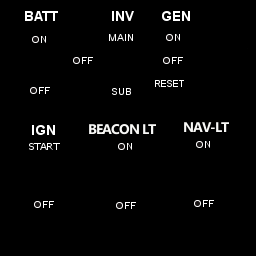 BATT INV GEN
ON MAIN ON
OFF OFF
OFF SUB RESET
IGN BEACON LT NAV-LT
START ON ON
OFF OFF OFF